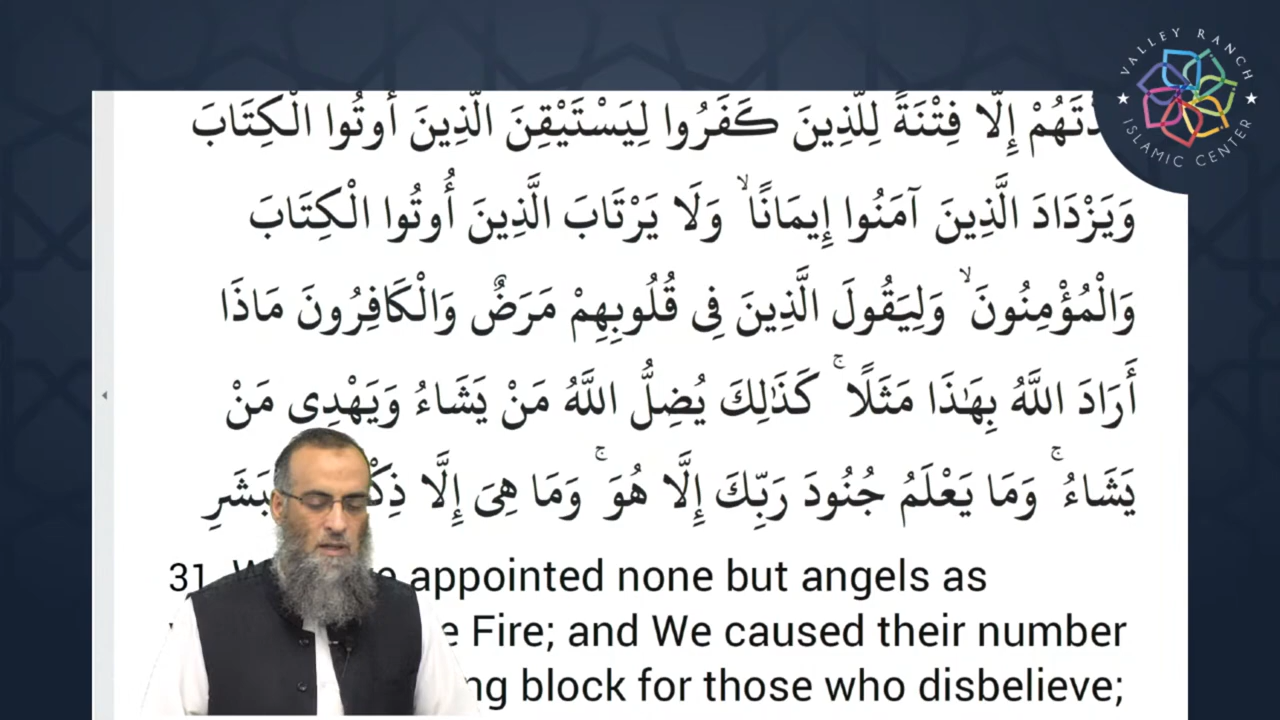 VALLEY RANCH
ISLAMIC CENTER
إِلَّا فِتْنَةً لِلَّذِينَ كَفَرُوا لِيَسْتَيْقِنَ الَّذِينَ أُوتُوا الْكِتَابَ
وَيَزْدَادَ الَّذِينَ آمَنُوا إِيمَانًا ۙ وَلَا يَرْتَابَ الَّذِينَ أُوتُوا الْكِتَابَ
وَالْمُؤْمِنُونَ ۙ وَلِيَقُولَ الَّذِينَ فِى قُلُوبِهِمْ مَرَضٌ وَالْكَافِرُونَ مَاذَا
أَرَادَ اللَّهُ بِهَٰذَا مَثَلًا ۚ كَذَٰلِكَ يُضِلُّ اللَّهُ مَنْ يَشَاءُ وَيَهْدِى مَنْ
يَشَاءُ ۚ وَمَا يَعْلَمُ جُنُودَ رَبِّكَ إِلَّا هُوَ ۚ وَمَا هِىَ إِلَّا
31. appointed none but angels as
Fire; and We caused their number
block for those who disbelieve;